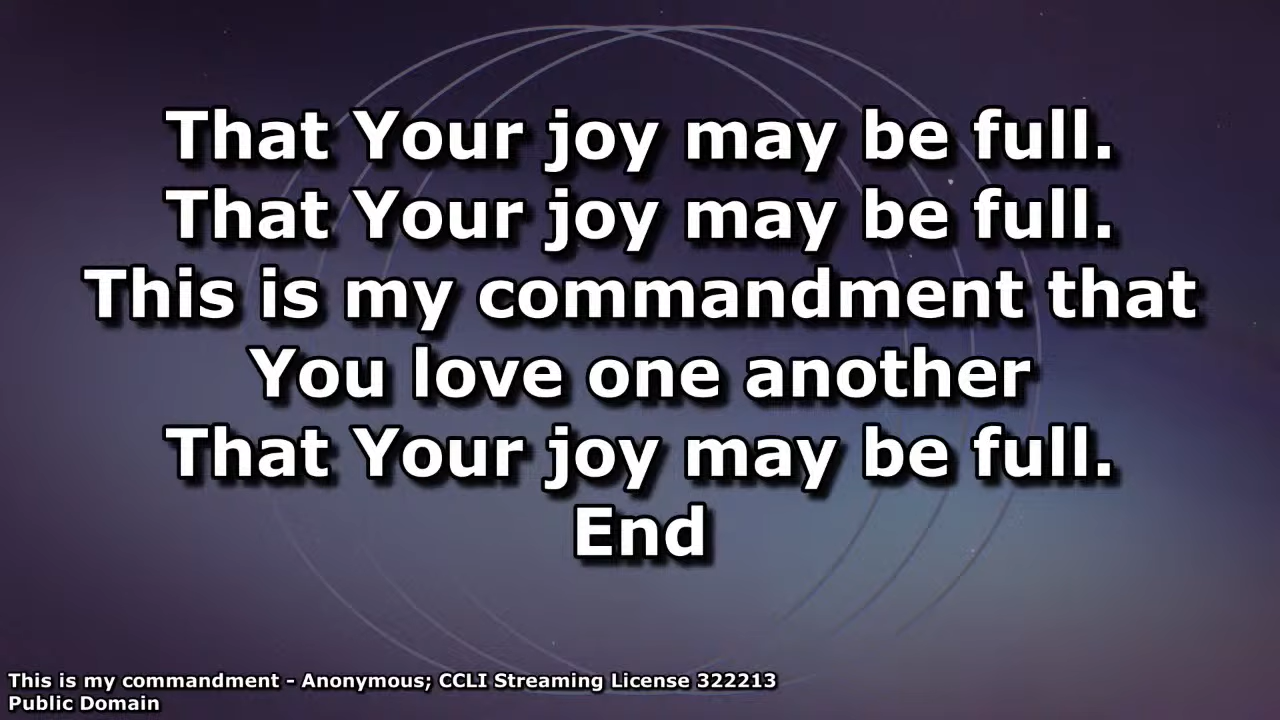 That Your joy may be full.
That Your joy may be full.
This is my commandment that
You love one another
That Your joy may be full.
End
This is my commandment - Anonymous; CCLI Streaming License 322213
Public Domain